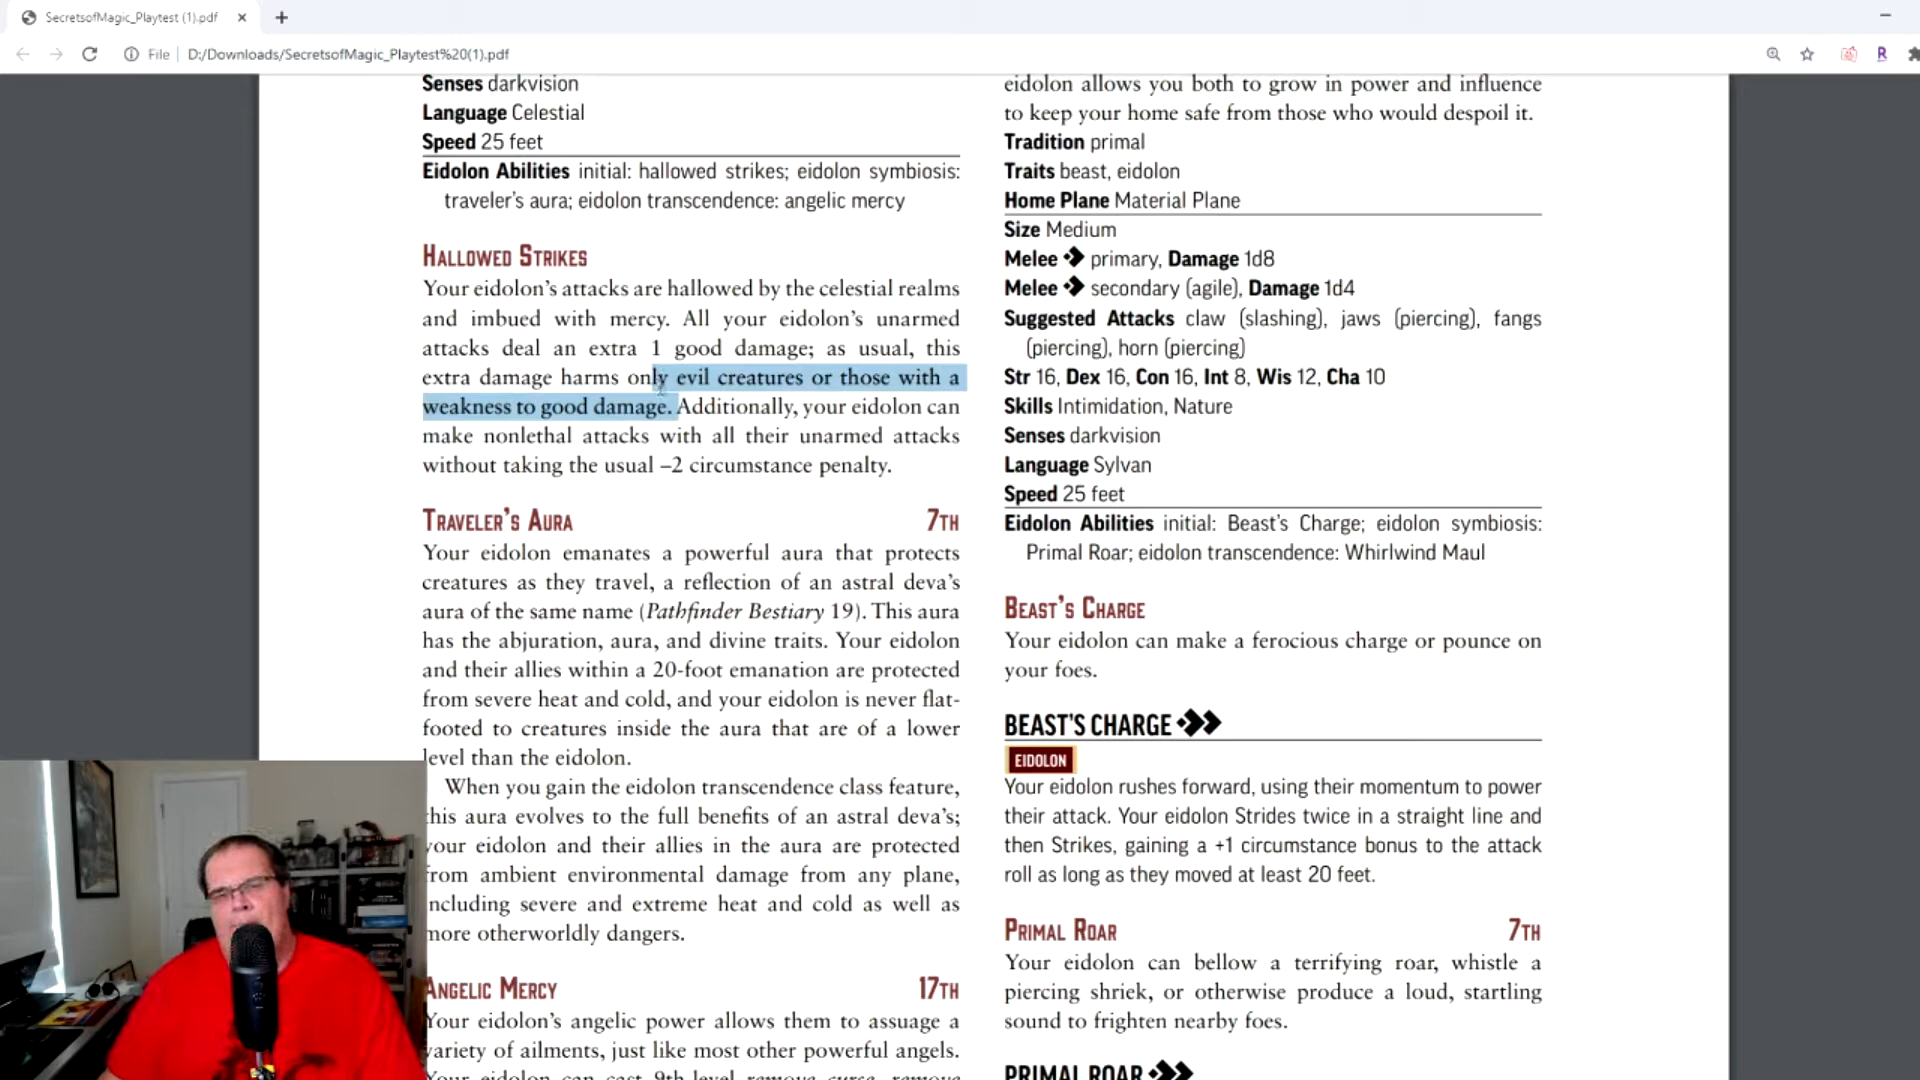 SecretsofMagic_Playtest (1).pdf
File
D:/Downloads/SecretsofMagic_Playtest%20(1).pdf
R
Senses darkvision
Language Celestial
Speed 25 feet
Eidolon Abilities initial: hallowed strikes; eidolon symbiosis:
traveler's aura; eidolon transcendence: angelic mercy
HALLOWED STRIKES
Your eidolon's attacks are hallowed by the celestial realms
and imbued with mercy. All your eidolon's unarmed
attacks deal an extra 1 good damage; as usual, this
extra damage harms only evil creatures or those with a
weakness to good damage. Additionally, your eidolon can
make nonlethal attacks with all their unarmed attacks
without taking the usual –2 circumstance penalty.
TRAVELER'S AURA 7TH
Your eidolon emanates a powerful aura that protects
creatures as they travel, a reflection of an astral deva's
aura of the same name (Pathfinder Bestiary 19). This aura
has the abjuration, aura, and divine traits. Your eidolon
and their allies within a 20-foot emanation are protected
from severe heat and cold, and your eidolon is never flat-
footed to creatures inside the aura that are of a lower
level than the eidolon.
When you gain the eidolon transcendence class feature,
this aura evolves to the full benefits of an astral deva's;
your eidolon and their allies in the aura are protected
from ambient environmental damage from any plane,
including severe and extreme heat and cold as well as
more otherworldly dangers.
ANGELIC MERCY 17TH
Your eidolon's angelic power allows them to assuage a
variety of ailments, just like most other powerful angels.
Your eidolon can cast 9th-level remove curse, remove
eidolon allows you both to grow in power and influence
to keep your home safe from those who would despoil it.
Tradition primal
Traits beast, eidolon
Home Plane Material Plane
Size Medium
Melee primary, Damage 1d8
Melee secondary (agile), Damage 1d4
Suggested Attacks claw (slashing), jaws (piercing), fangs
(piercing), horn (piercing)
Str 16, Dex 16, Con 16, Int 8, Wis 12, Cha 10
Skills Intimidation, Nature
Senses darkvision
Language Sylvan
Speed 25 feet
Eidolon Abilities initial: Beast's Charge; eidolon symbiosis:
Primal Roar; eidolon transcendence: Whirlwind Maul
BEAST'S CHARGE
Your eidolon can make a ferocious charge or pounce on
your foes.
BEAST'S CHARGE
EIDOLON
Your eidolon rushes forward, using their momentum to power
their attack. Your eidolon Strides twice in a straight line and
then Strikes, gaining a +1 circumstance bonus to the attack
roll as long as they moved at least 20 feet.
PRIMAL ROAR 7TH
Your eidolon can bellow a terrifying roar, whistle a
piercing shriek, or otherwise produce a loud, startling
sound to frighten nearby foes.
PRIMAL ROAR